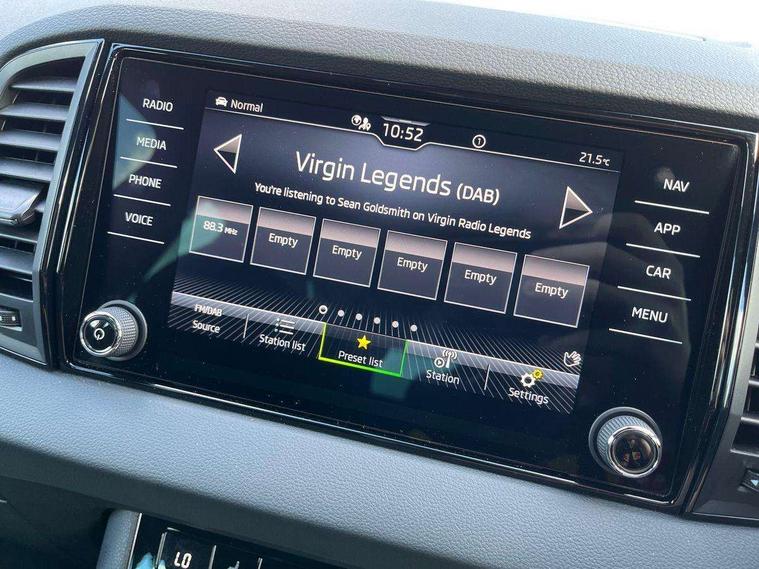 RADIO
MEDIA
PHONE
VOICE
Normal
10:52
1
21.5°C
Virgin Legends (DAB)
You're listening to Sean Goldsmith on Virgin Radio Legends
88.3 MHz
Empty
Empty
Empty
Empty
Empty
FM/DAB
Source
Station list
Preset list
Station
Settings
NAV
APP
CAR
MENU
LO